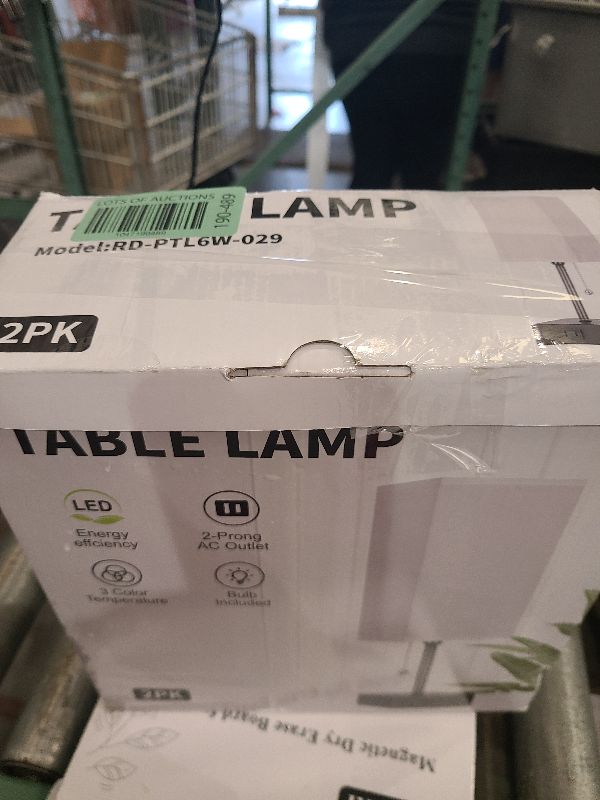 LOTS OF AUCTIONS
190-489
LAMP
Model:RD-PTL6W-029
2PK
TABLE LAMP
LED
Energy
effciency
2-Prong
AC Outlet
3 Color
Temperature
Bulb
Included
2PK
Magnetic Dry Erase Board